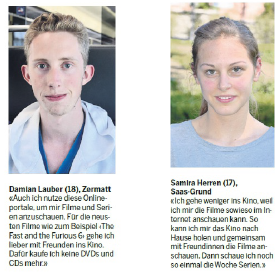 Damian Lauber (18), Zermatt
«Auch ich nutze diese Online-
portale, um mir Filme und Seri-
en anzuschauen. Für die neus-
ten Filme wie zum Beispiel ‹The
Fast and the Furious 6› gehe ich
lieber mit Freunden ins Kino.
Dafür kaufe ich keine DVDs und
CDs mehr.»
Samira Herren (17),
Saas-Grund
«Ich gehe weniger ins Kino, weil
ich mir die Filme sowieso im In-
ternet anschauen kann. So
kann ich mir das Kino nach
Hause holen und gemeinsam
mit Freundinnen die Filme an-
schauen. Dann schaue ich noch
so einmal die Woche Serien.»